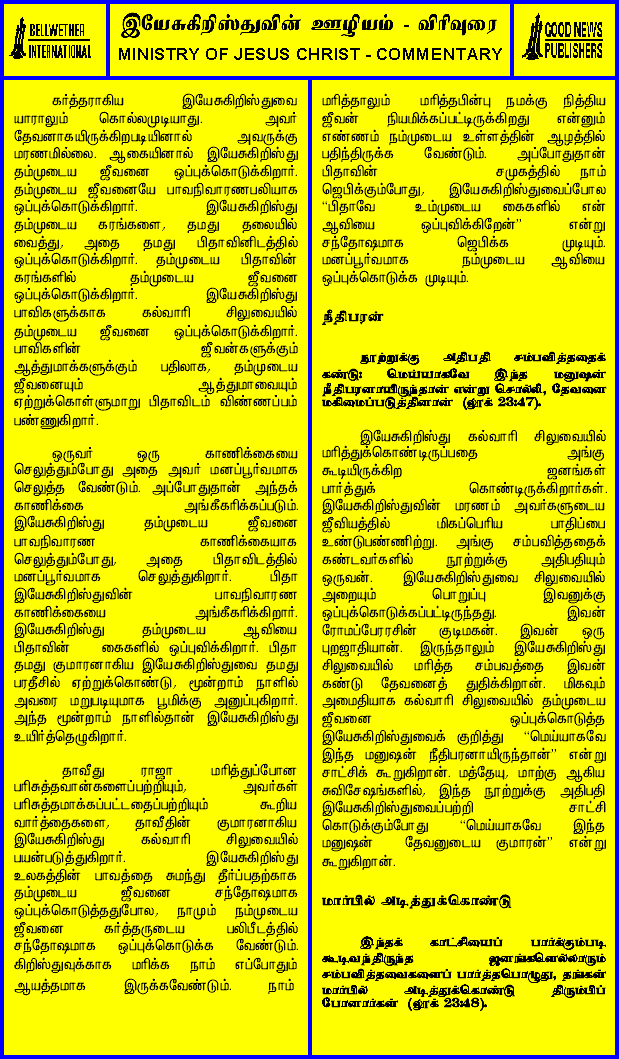 BELLWETHER
INTERNATIONAL
இயேசுகிறிஸ்துவின் ஊழியம் - விரிவுரை
MINISTRY OF JESUS CHRIST - COMMENTARY
GOOD NEWS
PUBLISHERS
கர்த்தராகிய இயேசுகிறிஸ்துவை
யாராலும் கொல்லமுடியாது. அவர்
தேவனாகயிருக்கிறபடியினால் அவருக்கு
மரணமில்லை. ஆகையினால் இயேசுகிறிஸ்து
தம்முடைய ஜீவனை ஒப்புக்கொடுக்கிறார்.
தம்முடைய ஜீவனையே பாவநிவாரணபலியாக
ஒப்புக்கொடுக்கிறார். இயேசுகிறிஸ்து
தம்முடைய கரங்களை, தமது தலையில்
வைத்து, அதை தமது பிதாவினிடத்தில்
ஒப்புக்கொடுக்கிறார். தம்முடைய பிதாவின்
கரங்களில் தம்முடைய ஜீவனை
ஒப்புக்கொடுக்கிறார். இயேசுகிறிஸ்து
பாவிகளுக்காக கல்வாரி சிலுவையில்
தம்முடைய ஜீவனை ஒப்புக்கொடுக்கிறார்.
பாவிகளின் ஜீவன்களுக்கும்
ஆத்துமாக்களுக்கும் பதிலாக, தம்முடைய
ஜீவனையும் ஆத்துமாவையும்
ஏற்றுக்கொள்ளுமாறு பிதாவிடம் விண்ணப்பம்
பண்ணுகிறார்.
ஒருவர் ஒரு காணிக்கையை
செலுத்தும்போது அதை அவர் மனப்பூர்வமாக
செலுத்த வேண்டும். அப்போதுதான் அந்தக்
காணிக்கை அங்கீகரிக்கப்படும்.
இயேசுகிறிஸ்து தம்முடைய ஜீவனை
பாவநிவாரண காணிக்கையாக
செலுத்தும்போது, அதை பிதாவிடத்தில்
மனப்பூர்வமாக செலுத்துகிறார். பிதா
இயேசுகிறிஸ்துவின் பாவநிவாரண
காணிக்கையை அங்கீகரிக்கிறார்.
இயேசுகிறிஸ்து தம்முடைய ஆவியை
பிதாவின் கைகளில் ஒப்புவிக்கிறார். பிதா
தமது குமாரனாகிய இயேசுகிறிஸ்துவை தமது
பரதீசில் ஏற்றுக்கொண்டு, மூன்றாம் நாளில்
அவரை மறுபடியுமாக பூமிக்கு அனுப்புகிறார்.
அந்த மூன்றாம் நாளில்தான் இயேசுகிறிஸ்து
உயிர்த்தெழுகிறார்.
தாவீது ராஜா மரித்துப்போன
பரிசுத்தவான்களைப்பற்றியும், அவர்கள்
பரிசுத்தமாக்கப்பட்டதைப்பற்றியும் கூறிய
வார்த்தைகளை, தாவீதின் குமாரனாகிய
இயேசுகிறிஸ்து கல்வாரி சிலுவையில்
பயன்படுத்துகிறார். இயேசுகிறிஸ்து
உலகத்தின் பாவத்தை சுமந்து தீர்ப்பதற்காக
தம்முடைய ஜீவனை சந்தோஷமாக
ஒப்புக்கொடுத்ததுபோல, நாமும் நம்முடைய
ஜீவனை கர்த்தருடைய பலிபீடத்தில்
சந்தோஷமாக ஒப்புக்கொடுக்க வேண்டும்.
கிறிஸ்துவுக்காக மரிக்க நாம் எப்போதும்
ஆயத்தமாக இருக்கவேண்டும். நாம்
மரித்தாலும் மரித்தபின்பு நமக்கு நித்திய
ஜீவன் நியமிக்கப்பட்டிருக்கிறது என்னும்
எண்ணம் நம்முடைய உள்ளத்தின் ஆழத்தில்
பதிந்திருக்க வேண்டும். அப்போதுதான்
பிதாவின் சமுகத்தில் நாம்
ஜெபிக்கும்போது, இயேசுகிறிஸ்துவைப்போல
“பிதாவே உம்முடைய கைகளில் என்
ஆவியை ஒப்புவிக்கிறேன்” என்று
சந்தோஷமாக ஜெபிக்க முடியும்.
மனப்பூர்வமாக நம்முடைய ஆவியை
ஒப்புக்கொடுக்க முடியும்.
நீதிபரன்
நூற்றுக்கு அதிபதி சம்பவித்ததைக்
கண்டு: மெய்யாகவே இந்த மனுஷன்
நீதிபரனாயிருந்தான் என்று சொல்லி, தேவனை
மகிமைப்படுத்தினான் (லூக் 23:47).
இயேசுகிறிஸ்து கல்வாரி சிலுவையில்
மரித்துக்கொண்டிருப்பதை அங்கு
கூடியிருக்கிற ஜனங்கள்
பார்த்துக் கொண்டிருக்கிறார்கள்.
இயேசுகிறிஸ்துவின் மரணம் அவர்களுடைய
ஜீவியத்தில் மிகப்பெரிய பாதிப்பை
உண்டுபண்ணிற்று. அங்கு சம்பவித்ததைக்
கண்டவர்களில் நூற்றுக்கு அதிபதியும்
ஒருவன். இயேசுகிறிஸ்துவை சிலுவையில்
அறையும் பொறுப்பு இவனுக்கு
ஒப்புக்கொடுக்கப்பட்டிருந்தது. இவன்
ரோமப்பேரரசின் குடிமகன். இவன் ஒரு
புறஜாதியான். இருந்தாலும் இயேசுகிறிஸ்து
சிலுவையில் மரித்த சம்பவத்தை இவன்
கண்டு தேவனைத் துதிக்கிறான். மிகவும்
அமைதியாக கல்வாரி சிலுவையில் தம்முடைய
ஜீவனை ஒப்புக்கொடுத்த
இயேசுகிறிஸ்துவைக் குறித்து “மெய்யாகவே
இந்த மனுஷன் நீதிபரனாயிருந்தான்” என்று
சாட்சிக் கூறுகிறான். மத்தேயு, மாற்கு ஆகிய
சுவிசேஷங்களில், இந்த நூற்றுக்கு அதிபதி
இயேசுகிறிஸ்துவைப்பற்றி சாட்சி
கொடுக்கும்போது “மெய்யாகவே இந்த
மனுஷன் தேவனுடைய குமாரன்” என்று
கூறுகிறான்.
மார்பில் அடித்துக்கொண்டு
இந்தக் காட்சியைப் பார்க்கும்படி
கூடிவந்திருந்த ஜனங்களெல்லாரும்
சம்பவித்தவைகளைப் பார்த்தபொழுது, தங்கள்
மார்பில் அடித்துக்கொண்டு திரும்பிப்
போனார்கள் (லூக் 23:48).